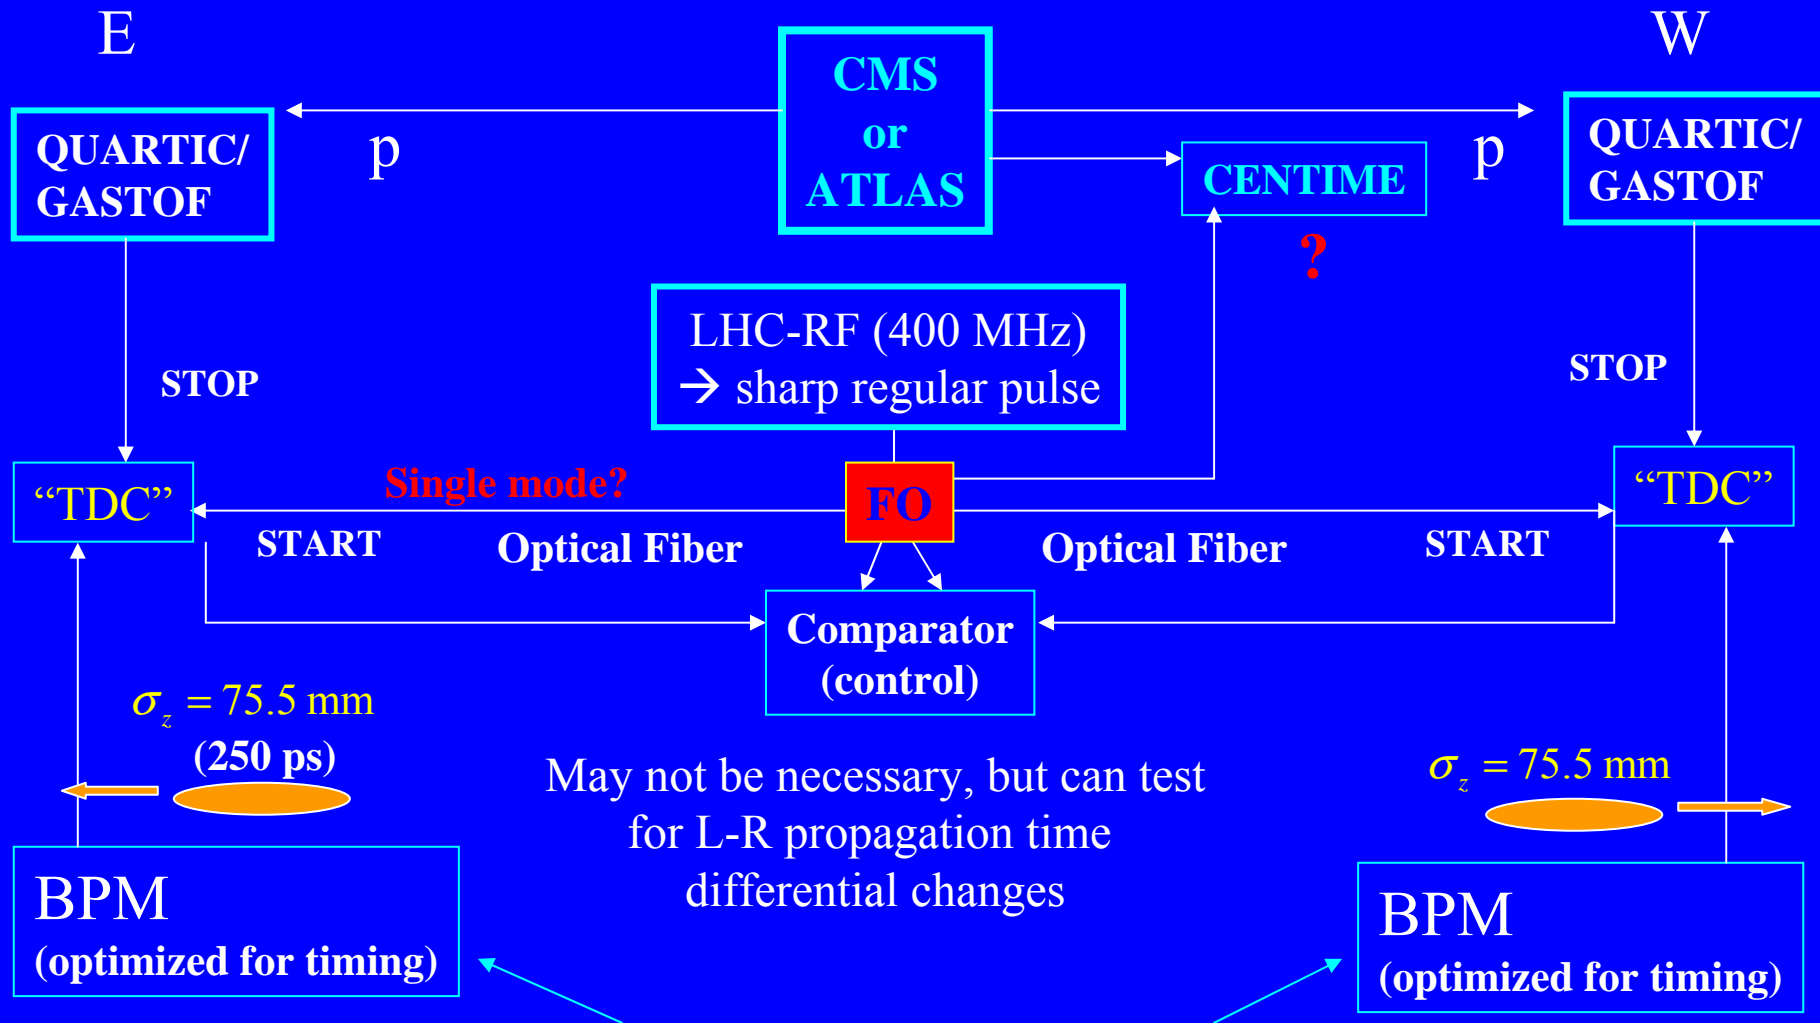 E
W
CMS
or
ATLAS
QUARTIC/
GASTOF
p
CENTIME
p
QUARTIC/
GASTOF
?
LHC-RF (400 MHz)
→ sharp regular pulse
STOP
STOP
“TDC”
Single mode?
FO
“TDC”
START
Optical Fiber
Optical Fiber
START
Comparator
(control)
σz = 75.5 mm
(250 ps)
May not be necessary, but can test
for L-R propagation time
differential changes
σz = 75.5 mm
BPM
(optimized for timing)
BPM
(optimized for timing)